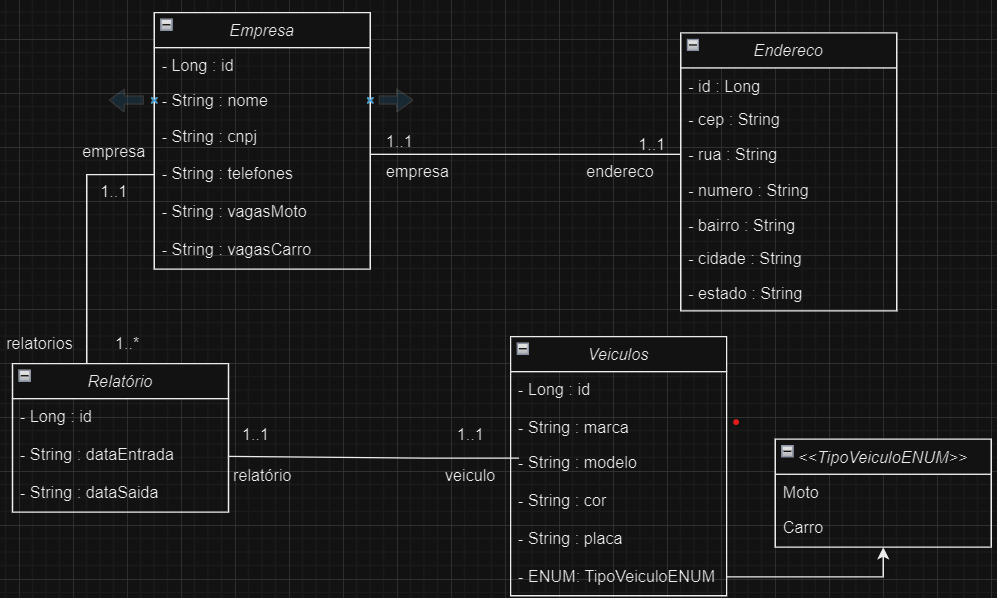 Empresa
- Long : id
- String : nome
- String : cnpj
- String : telefones
- String : vagasMoto
- String : vagasCarro
Endereco
- id : Long
- cep : String
- rua : String
- numero : String
- bairro : String
- cidade : String
- estado : String
1..1
1..1
empresa
endereco
empresa
1..1
relatorios
1..*
Relatório
- Long : id
- String : dataEntrada
- String : dataSaida
1..1
1..1
relatório
veiculo
Veiculos
- Long : id
- String : marca
- String : modelo
- String : cor
- String : placa
- ENUM: TipoVeiculoENUM
<<TipoVeiculoENUM>>
Moto
Carro